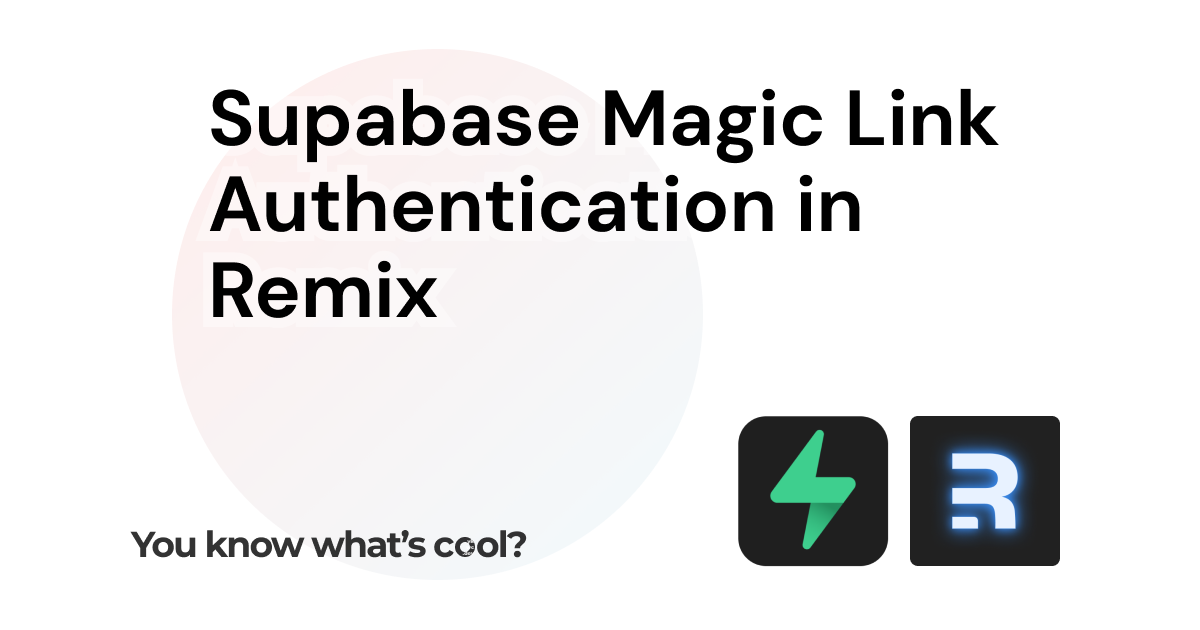 Supabase Magic Link
Authentication in
Remix
You know what’s cool?